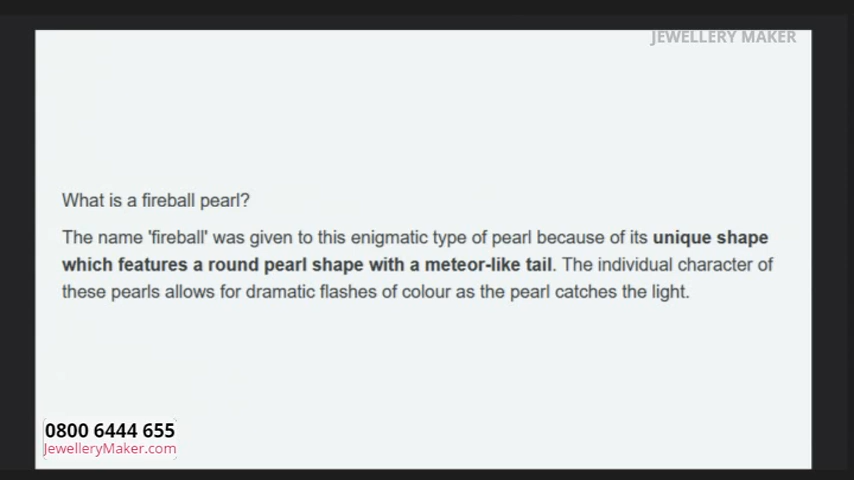 JEWELLERY MAKER
What is a fireball pearl?
The name 'fireball' was given to this enigmatic type of pearl because of its unique shape
which features a round pearl shape with a meteor-like tail. The individual character of
these pearls allows for dramatic flashes of colour as the pearl catches the light.
0800 6444 655
JewelleryMaker.com